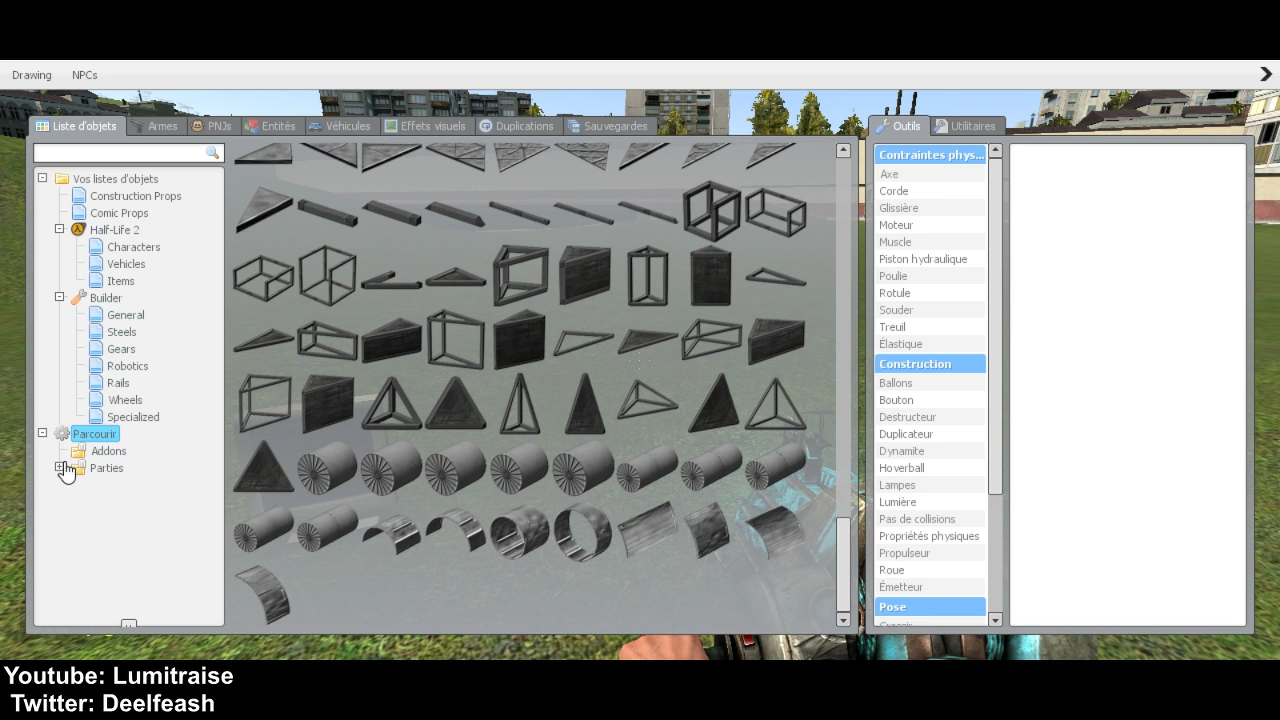 Drawing NPCs
Liste d'objets Armes PNJs Entités Véhicules Effets visuels Duplications Sauvegardes Outils Utilitaires
Vos listes d'objets
Construction Props
Comic Props
Half-Life 2
Characters
Vehicles
Items
Builder
General
Steels
Gears
Robotics
Rails
Wheels
Specialized
Parcourir
Addons
Parties
Contraintes phys...
Axe
Corde
Glissière
Moteur
Muscle
Piston hydraulique
Poulie
Rotule
Souder
Treuil
Élastique
Construction
Ballons
Bouton
Destructeur
Duplicateur
Dynamite
Hoverball
Lampes
Lumière
Pas de collisions
Propriétés physiques
Propulseur
Roue
Émetteur
Pose
Youtube: Lumitraise
Twitter: Deelfeash